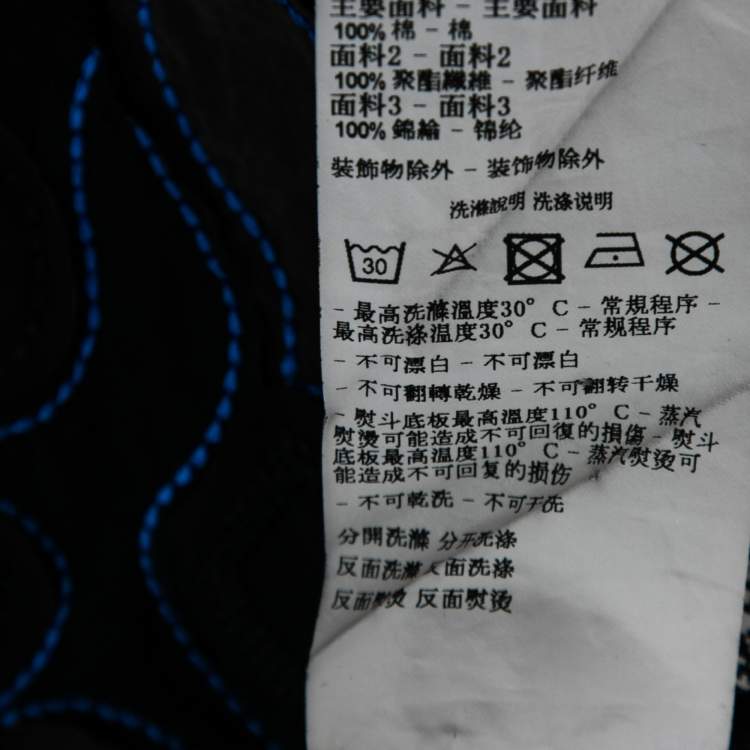 主要面料 - 主要面料
100% 棉 - 棉
面料2 - 面料2
100% 聚酯纖維 - 聚酯纤维
面料3 - 面料3
100% 錦綸 - 锦纶
裝飾物除外 - 装饰物除外
洗滌說明 洗涤说明
30
- 最高洗滌溫度30° C - 常規程序 -
最高洗涤温度30° C - 常规程序
- 不可漂白 - 不可漂白
- 不可翻轉乾燥 - 不可翻转干燥
- 熨斗底板最高溫度110° C - 蒸汽
熨燙可能造成不可回復的損傷 - 熨斗
底板最高温度110° C - 蒸汽熨烫可
能造成不可回复的损伤
- 不可乾洗 - 不可干洗
分開洗滌 分开洗涤
反面洗滌 反面洗涤
反面熨燙 反面熨烫